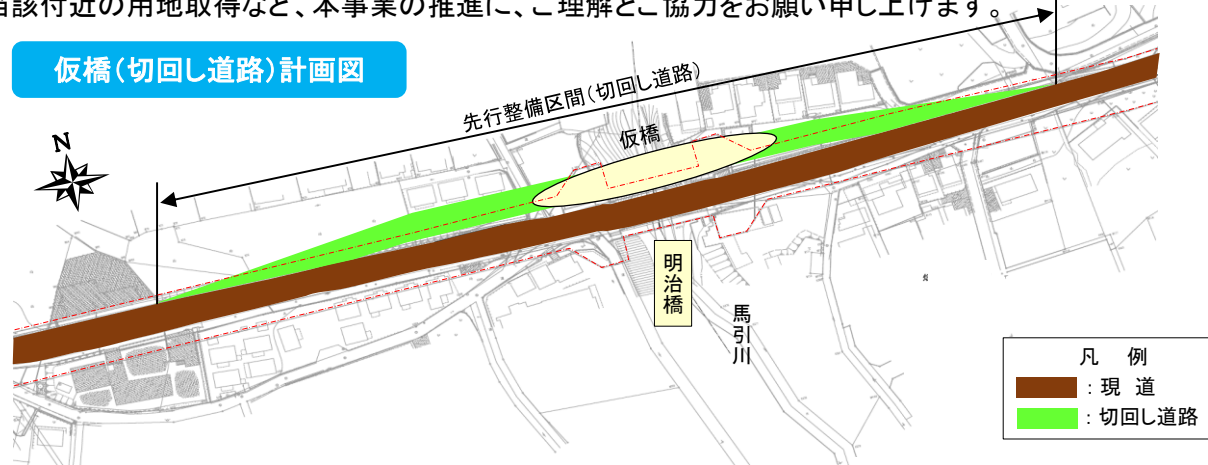 当該付近の用地取得など、本事業の推進に、ご理解とご協力をお願い申し上げます。
仮橋(切回し道路)計画図
N
先行整備区間(切回し道路)
仮橋
明治橋
馬引川
凡 例
:現 道
:切回し道路